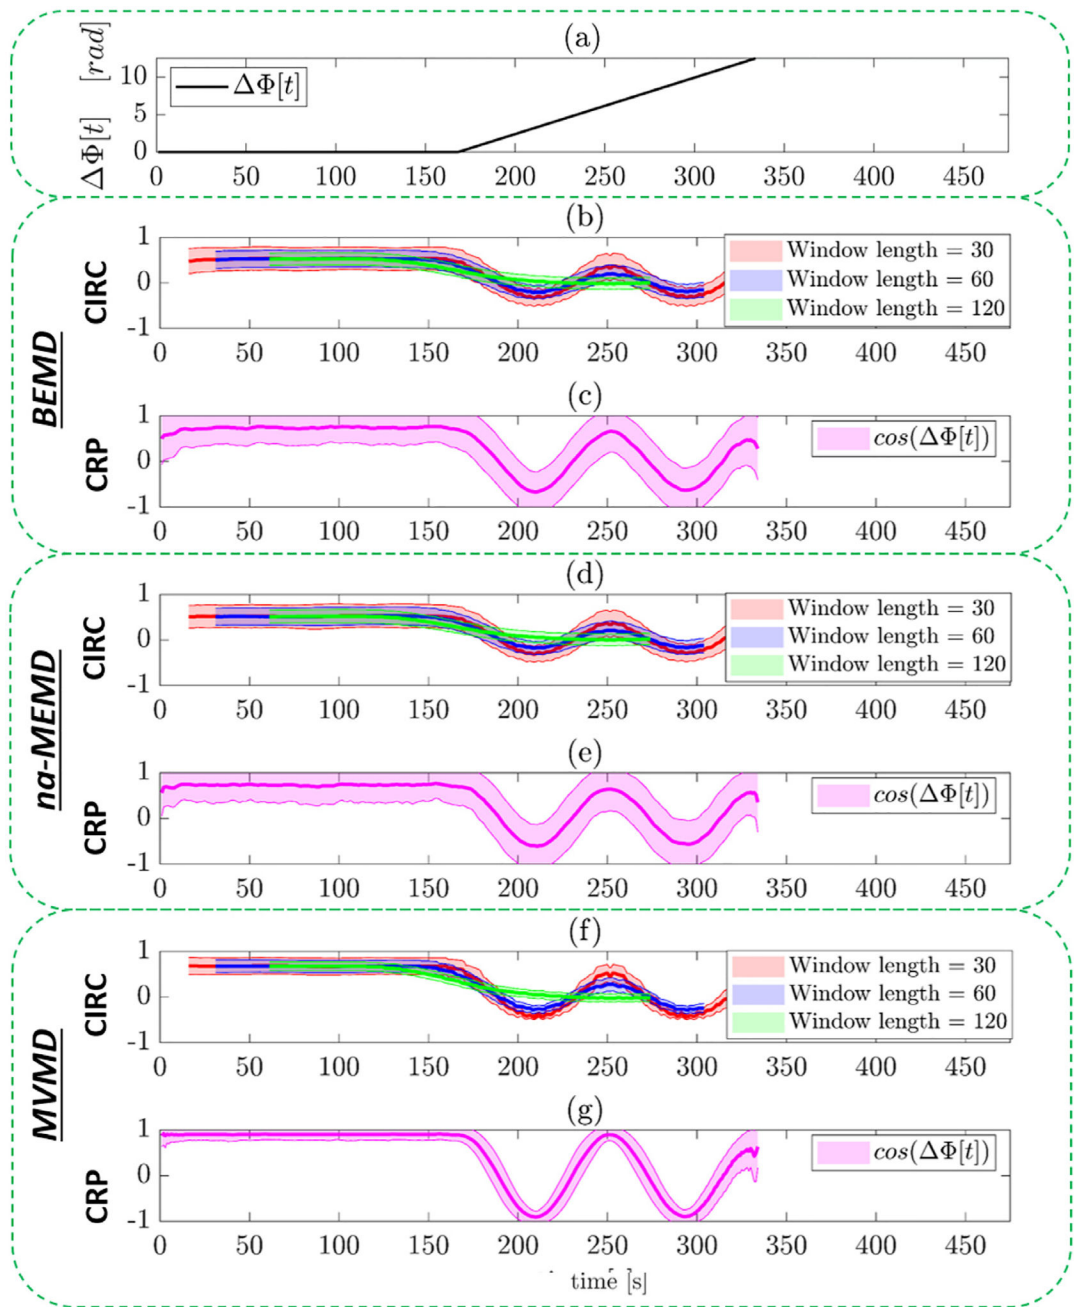 (a)
ΔΦ[t] [rad]
10
5
0
ΔΦ[t]
0 50 100 150 200 250 300 350 400 450
BEMD
(b)
CIRC
1
0
-1
Window length = 30
Window length = 60
Window length = 120
0 50 100 150 200 250 300 350 400 450
(c)
CRP
1
0
-1
cos(ΔΦ[t])
0 50 100 150 200 250 300 350 400 450
na-MEMD
(d)
CIRC
1
0
-1
Window length = 30
Window length = 60
Window length = 120
0 50 100 150 200 250 300 350 400 450
(e)
CRP
1
0
-1
cos(ΔΦ[t])
0 50 100 150 200 250 300 350 400 450
MVMD
(f)
CIRC
1
0
-1
Window length = 30
Window length = 60
Window length = 120
0 50 100 150 200 250 300 350 400 450
(g)
CRP
1
0
-1
cos(ΔΦ[t])
0 50 100 150 200 250 300 350 400 450
time [s]